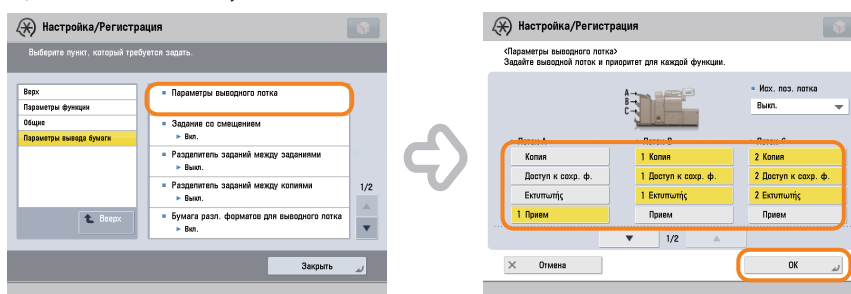 Настройка/Регистрация
Выберите пункт, который требуется задать.
Верх
Параметры функции
Общие
Параметры вывода бумаги
Вверх
Параметры выводного лотка
Задание со смещением
► Вкл.
Разделитель заданий между заданиями
► Выкл.
Разделитель заданий между копиями
► Выкл.
Бумага разл. форматов для выводного лотка
► Вкл.
1/2
Закрыть
Настройка/Регистрация
<Параметры выводного лотка>
Задайте выводной лоток и приоритет для каждой функции.
A
B
C
Исх. поз. лотка
Выкл.
Лоток A Лоток B Лоток C
Копия 1 Копия 2 Копия
Доступ к сохр. ф. 1 Доступ к сохр. ф. 2 Доступ к сохр. ф.
Εκτυπωτής 1 Εκτυπωτής 2 Εκτυπωτής
1 Прием Прием Прием
1/2
Отмена
OK